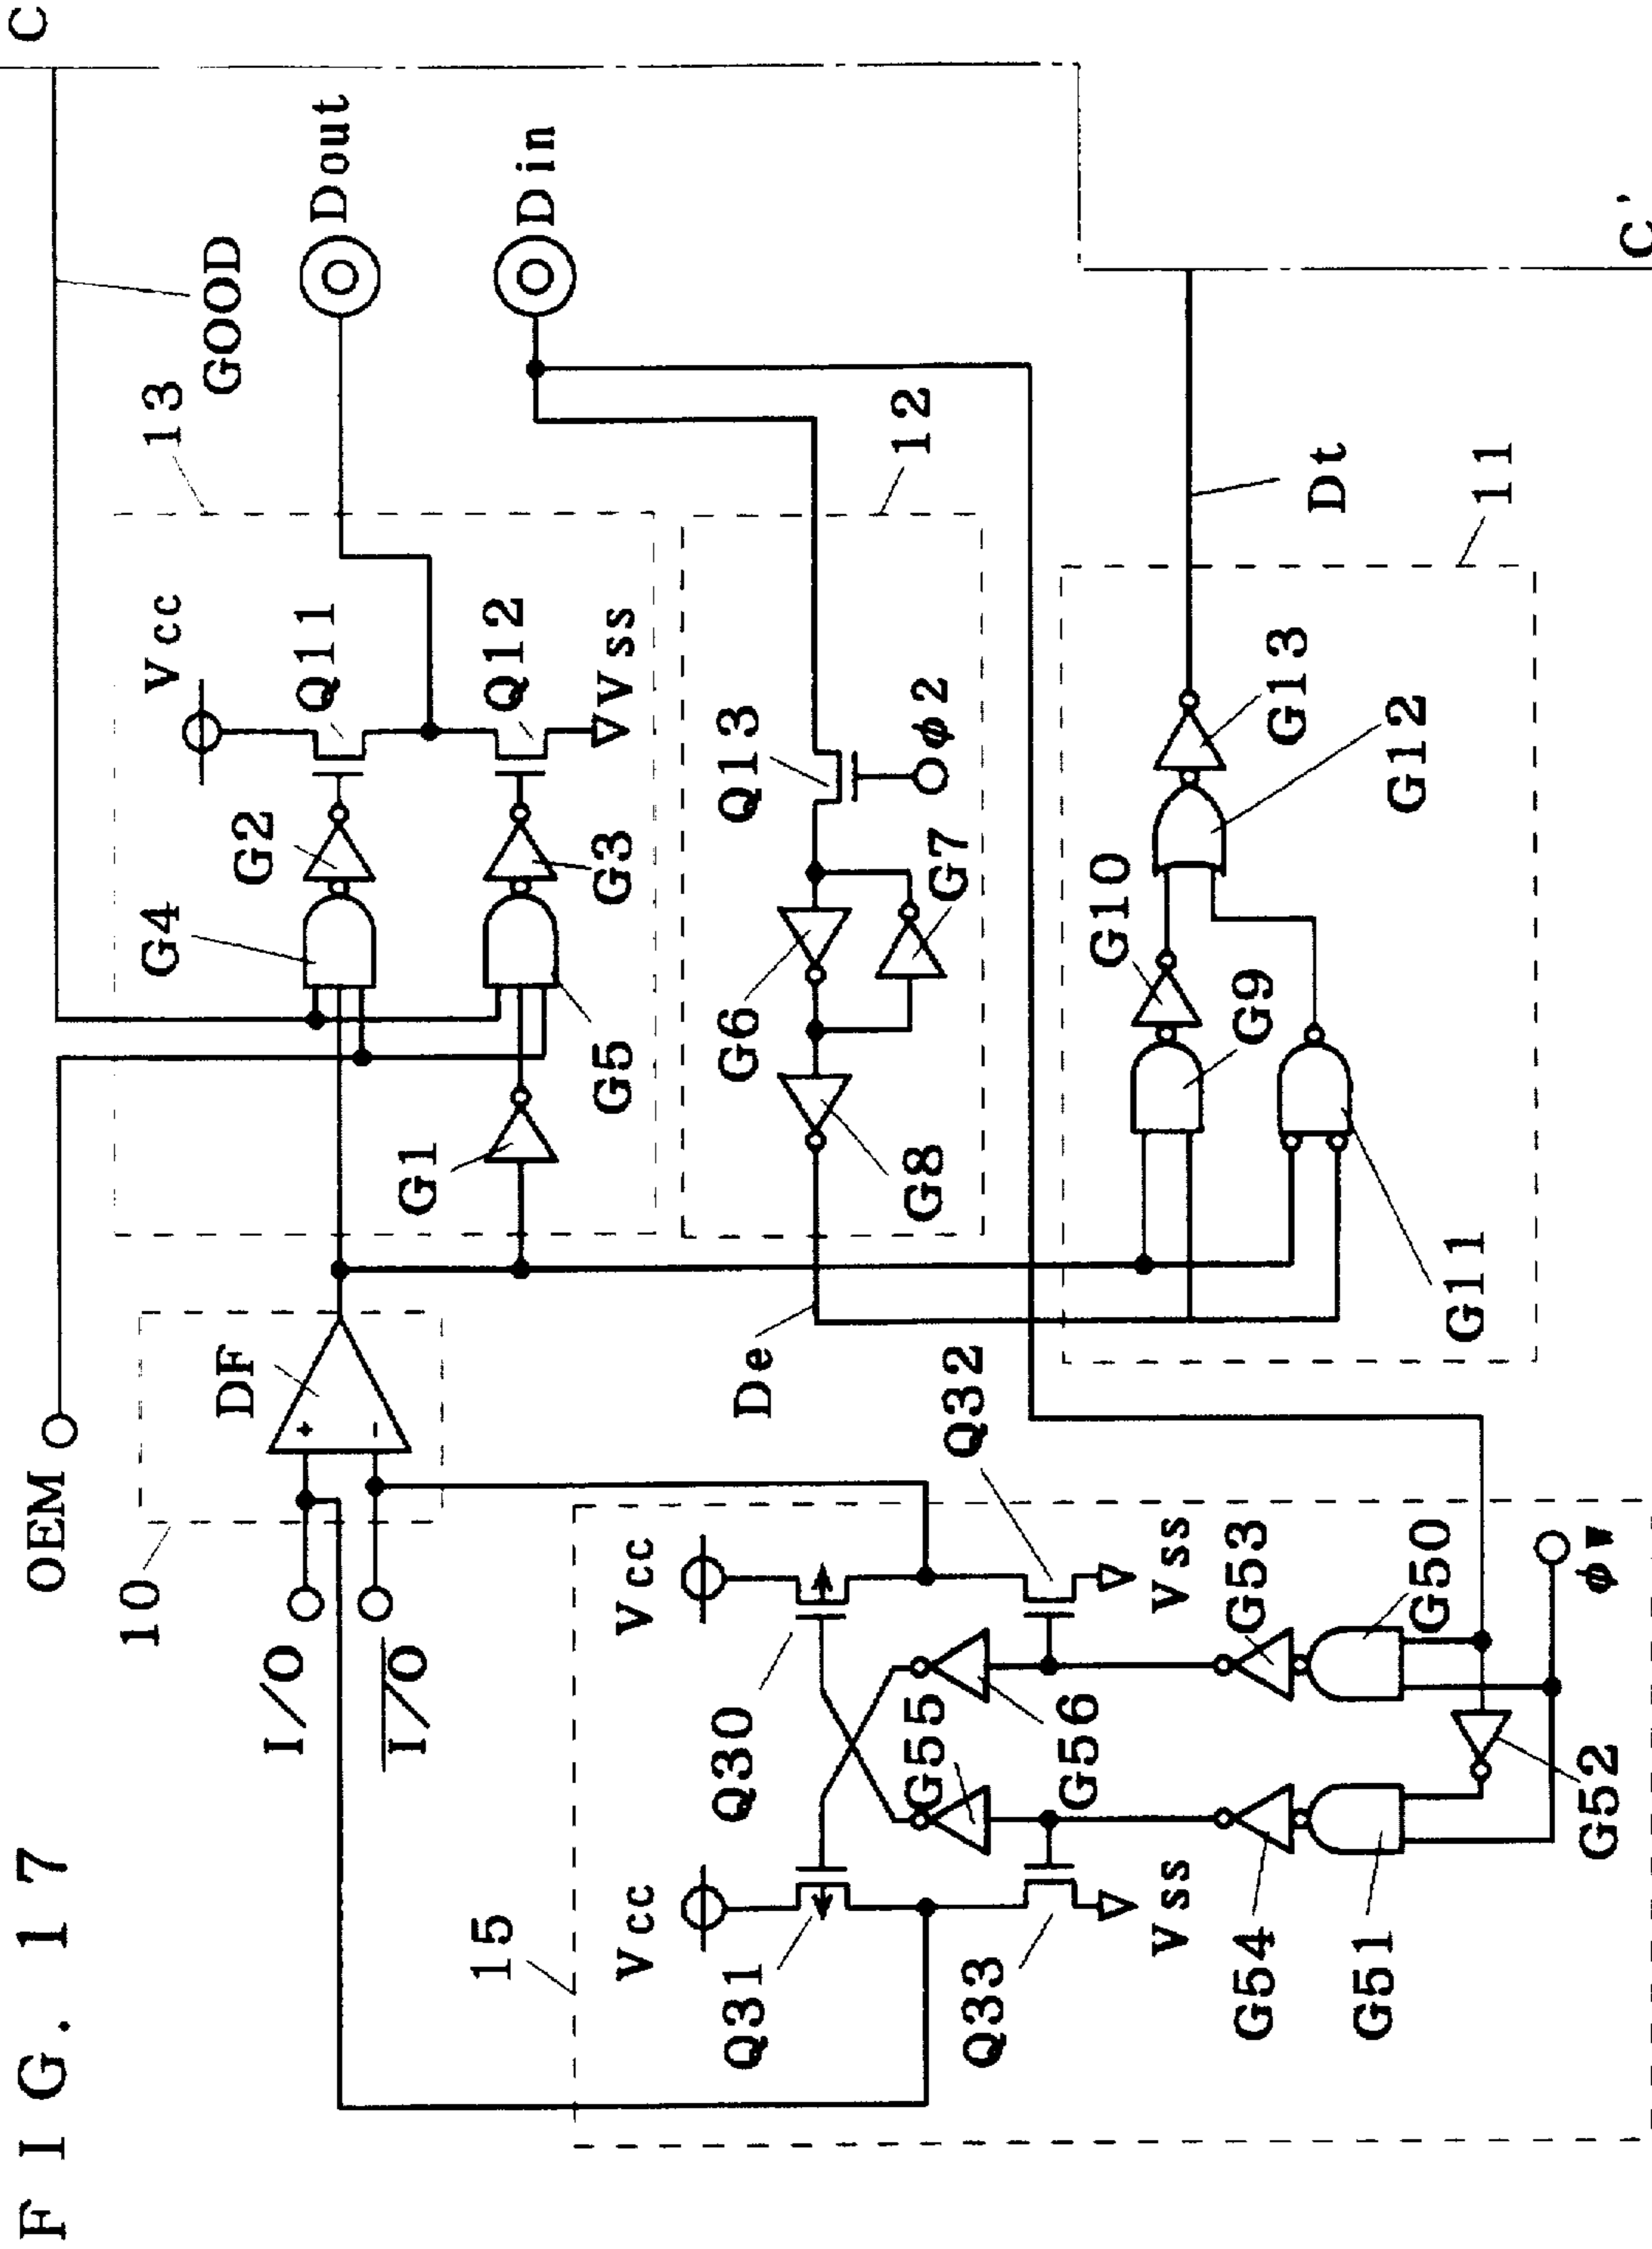 FIG. 17
C
OEM
GOOD
10
DF
I/O
I/O
13
Vcc
Q11
Dout
G2
G4
Q12
G3
Vss
G5
G1
Din
12
Q13
φ2
G6
G7
G8
De
Dt
11
G10
G9
G13
G12
G11
C'
15
Vcc
Vcc
Q30
Q31
Q32
Q33
Vss
Vss
G55
G56
G53
G54
G50
G51
G52
φW